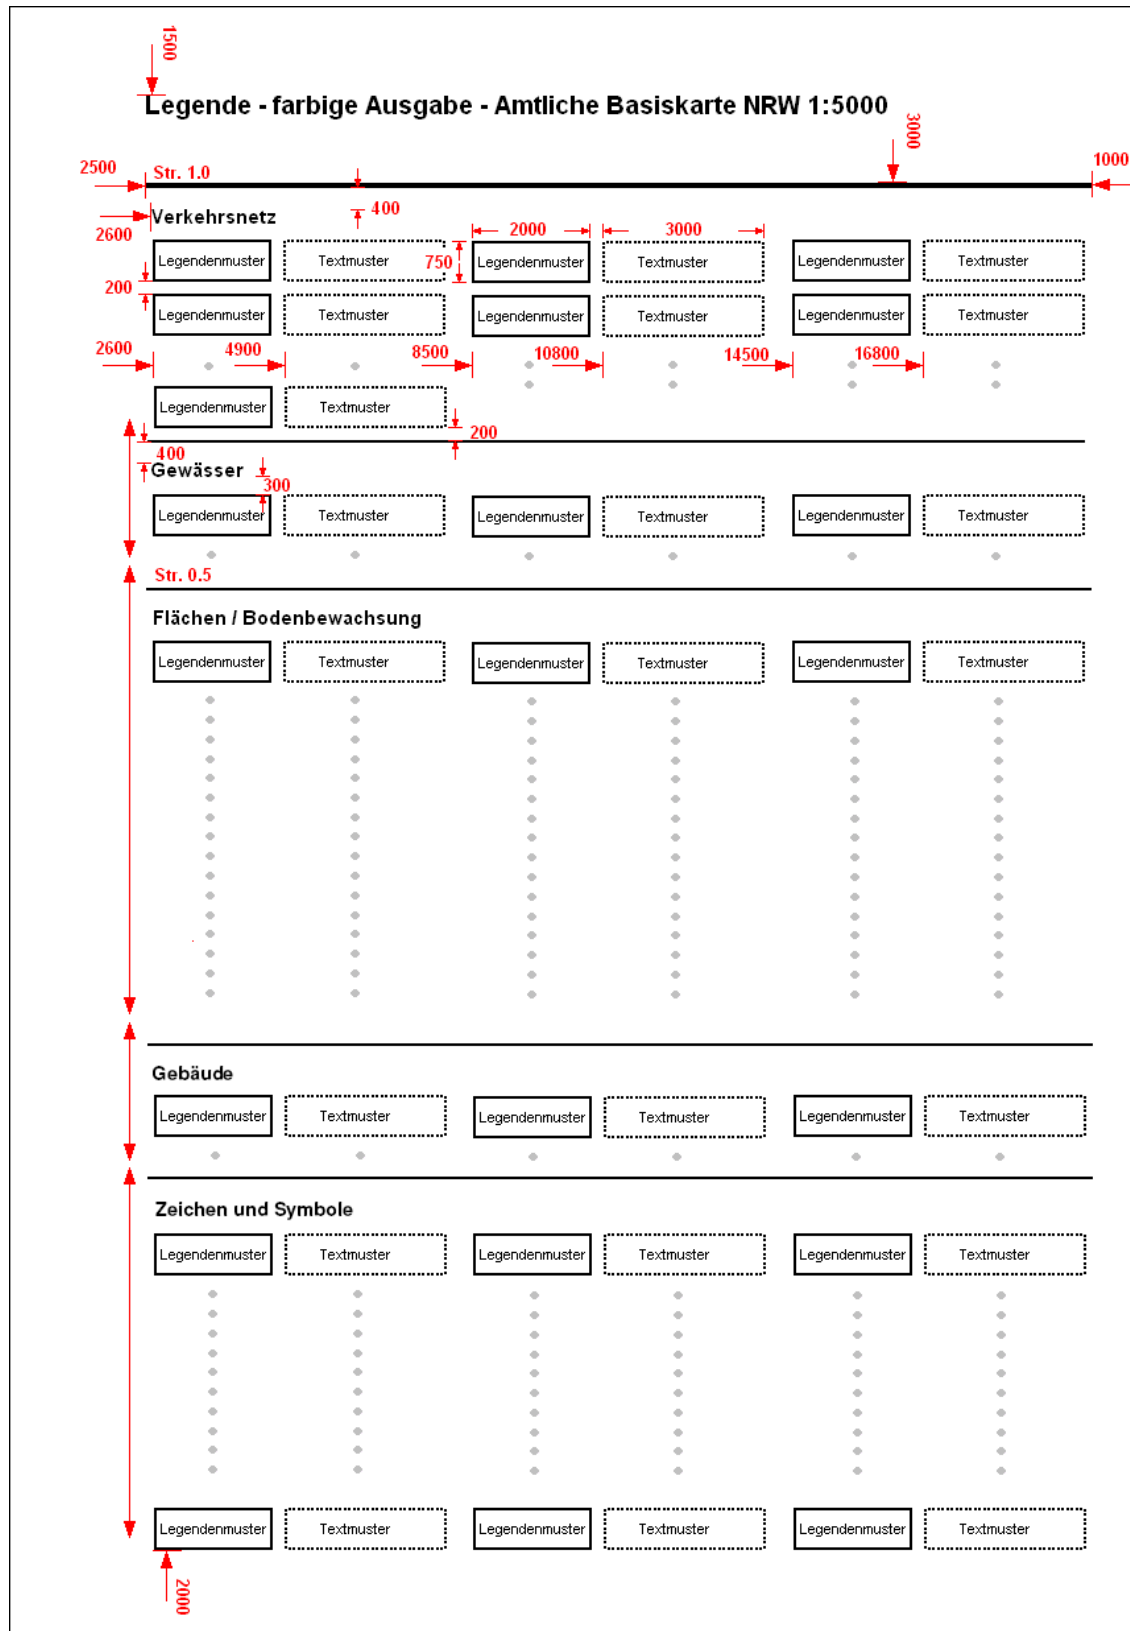 1500
Legende - farbige Ausgabe - Amtliche Basiskarte NRW 1:5000
3000
2500
Str. 1.0
1000
Verkehrsnetz
400
2600
2000
3000
Legendenmuster Textmuster 750 Legendenmuster Textmuster Legendenmuster Textmuster
200
Legendenmuster Textmuster Legendenmuster Textmuster Legendenmuster Textmuster
2600 4900 8500 10800 14500 16800
Legendenmuster Textmuster
200
400
Gewässer
300
Legendenmuster Textmuster Legendenmuster Textmuster Legendenmuster Textmuster
Str. 0.5
Flächen / Bodenbewachsung
Legendenmuster Textmuster Legendenmuster Textmuster Legendenmuster Textmuster
Gebäude
Legendenmuster Textmuster Legendenmuster Textmuster Legendenmuster Textmuster
Zeichen und Symbole
Legendenmuster Textmuster Legendenmuster Textmuster Legendenmuster Textmuster
Legendenmuster Textmuster Legendenmuster Textmuster Legendenmuster Textmuster
2000